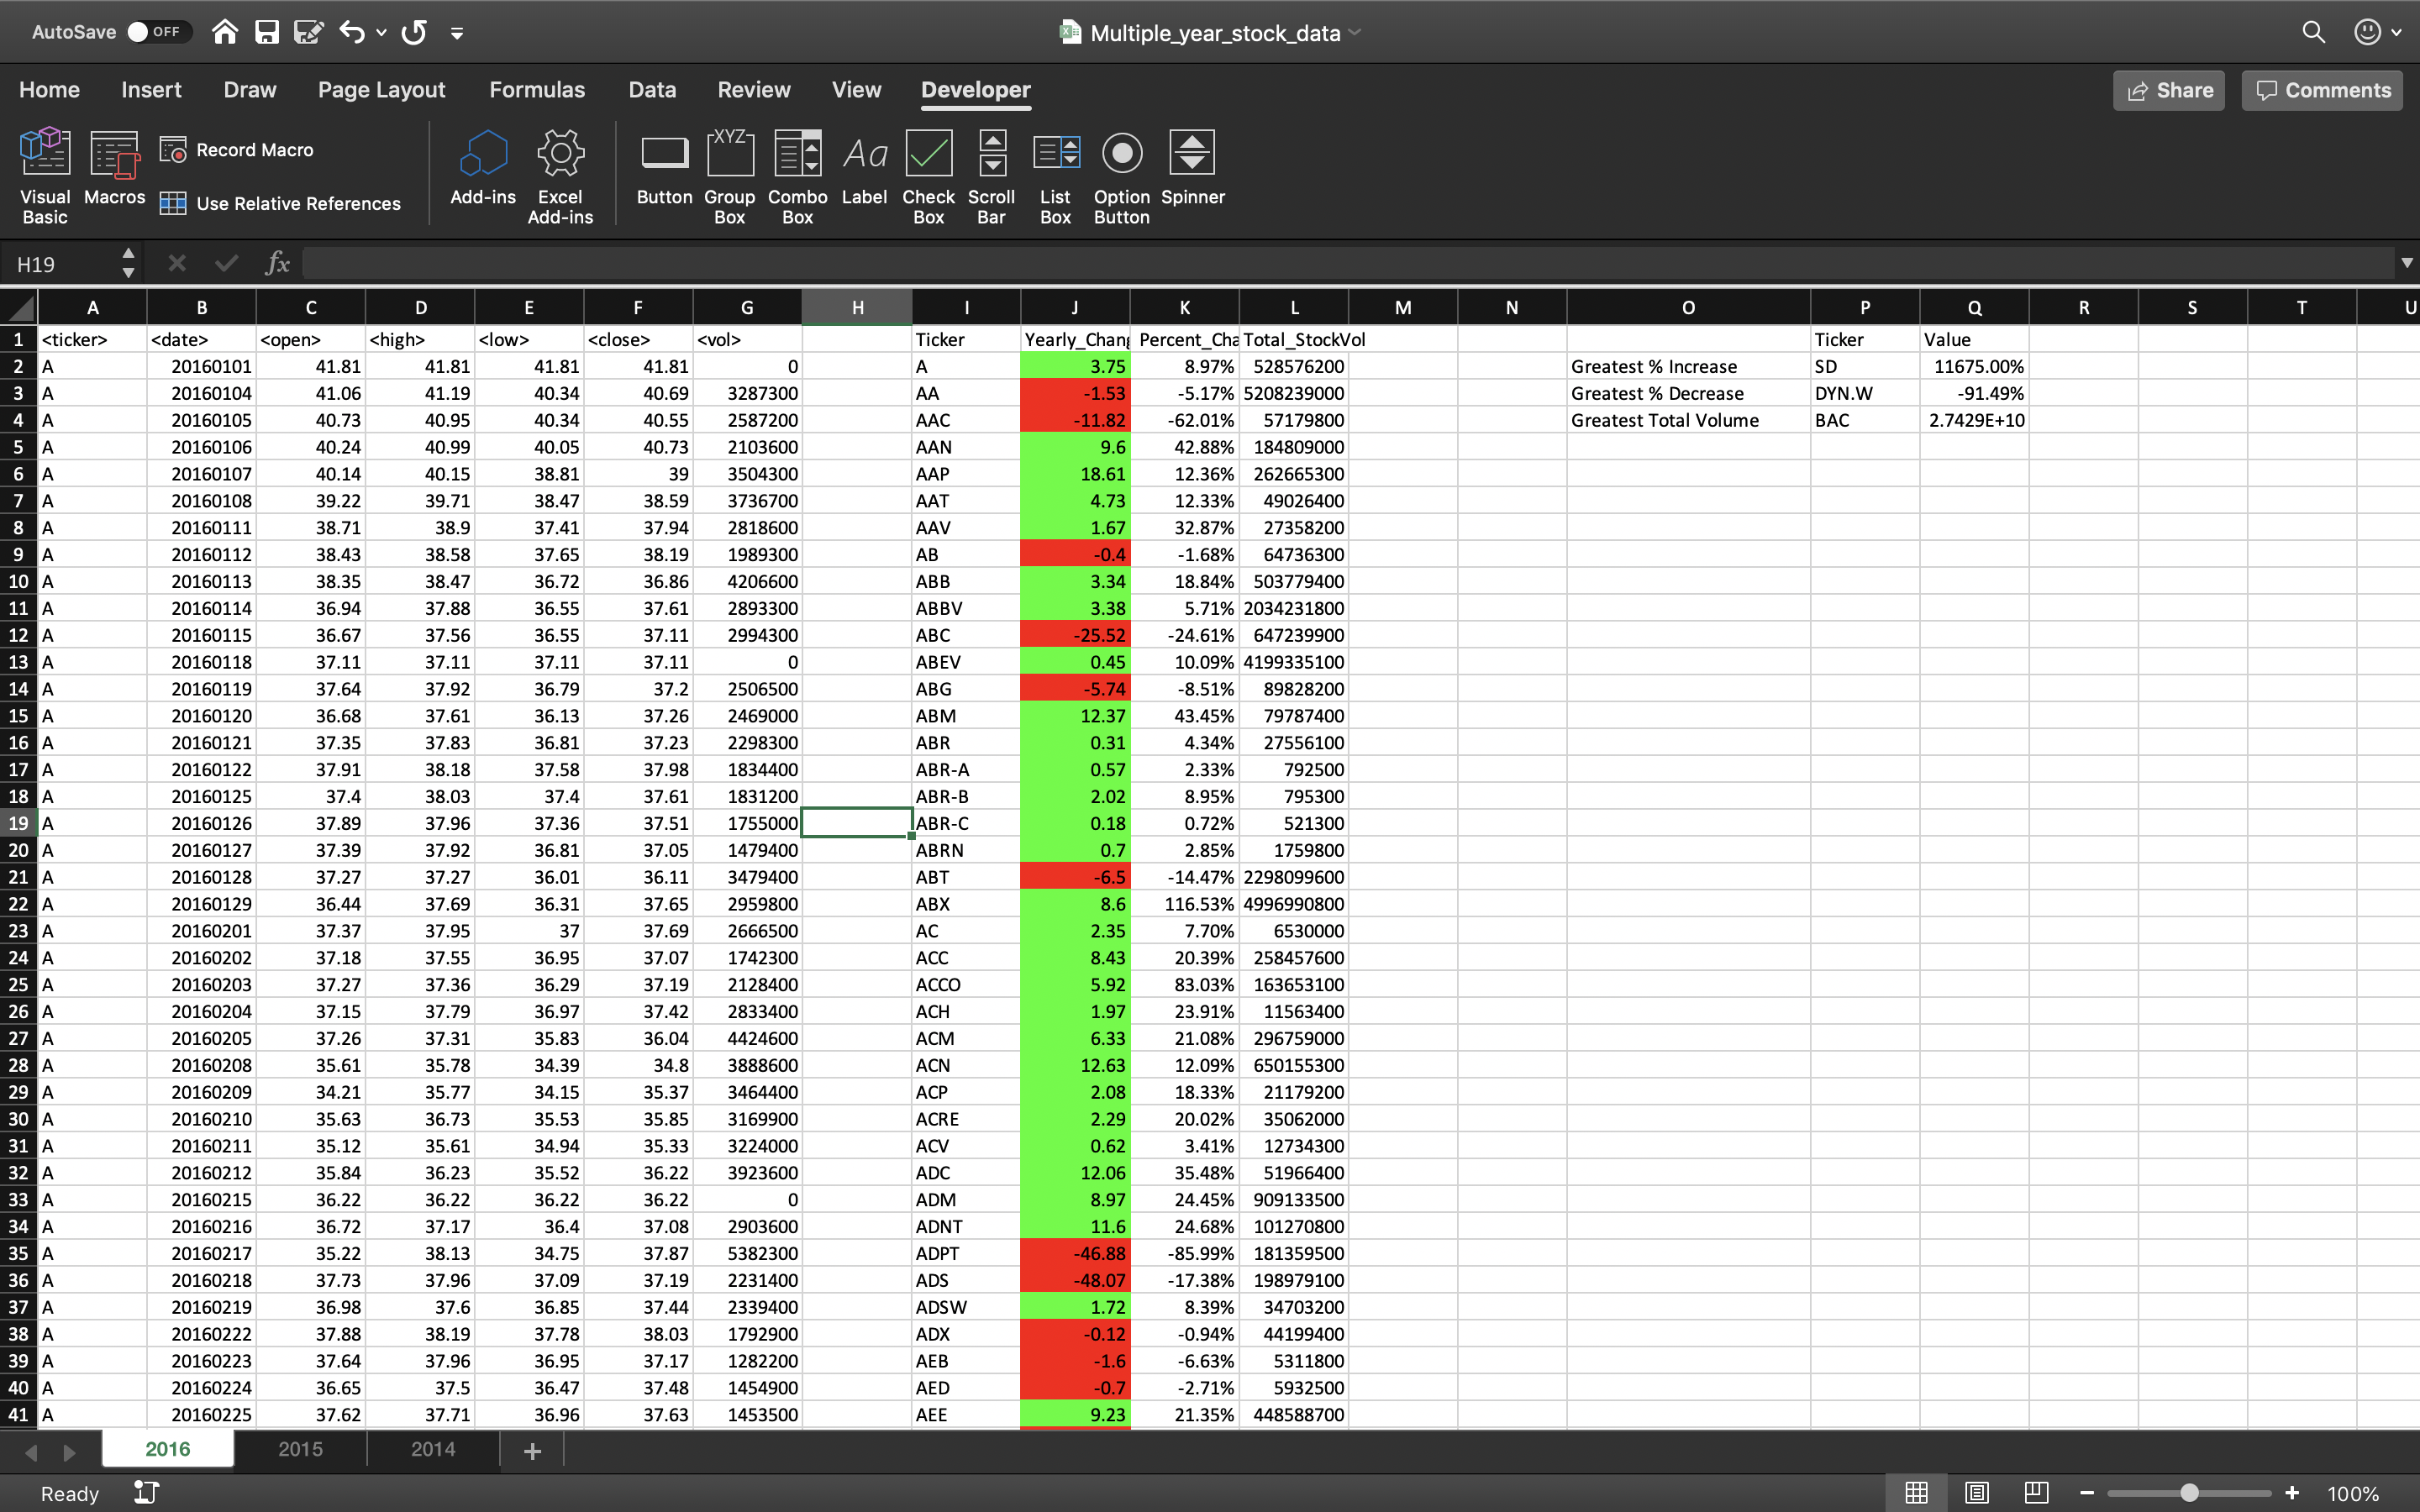 AutoSave OFF Multiple_year_stock_data
Home Insert Draw Page Layout Formulas Data Review View Developer Share Comments
Visual Basic Macros Record Macro Use Relative References Add-ins Excel Add-ins Button Group Box Combo Box Label Check Box Scroll Bar List Box Option Button Spinner
XYZ Aa
H19 fx
A B C D E F G H I J K L M N O P Q R S T U
1 <ticker> <date> <open> <high> <low> <close> <vol> Ticker Yearly_Chang Percent_Cha Total_StockVol Ticker Value
2 A 20160101 41.81 41.81 41.81 41.81 0 A 3.75 8.97% 528576200 Greatest % Increase SD 11675.00%
3 A 20160104 41.06 41.19 40.34 40.69 3287300 AA -1.53 -5.17% 5208239000 Greatest % Decrease DYN.W -91.49%
4 A 20160105 40.73 40.95 40.34 40.55 2587200 AAC -11.82 -62.01% 57179800 Greatest Total Volume BAC 2.7429E+10
5 A 20160106 40.24 40.99 40.05 40.73 2103600 AAN 9.6 42.88% 184809000
6 A 20160107 40.14 40.15 38.81 39 3504300 AAP 18.61 12.36% 262665300
7 A 20160108 39.22 39.71 38.47 38.59 3736700 AAT 4.73 12.33% 49026400
8 A 20160111 38.71 38.9 37.41 37.94 2818600 AAV 1.67 32.87% 27358200
9 A 20160112 38.43 38.58 37.65 38.19 1989300 AB -0.4 -1.68% 64736300
10 A 20160113 38.35 38.47 36.72 36.86 4206600 ABB 3.34 18.84% 503779400
11 A 20160114 36.94 37.88 36.55 37.61 2893300 ABBV 3.38 5.71% 2034231800
12 A 20160115 36.67 37.56 36.55 37.11 2994300 ABC -25.52 -24.61% 647239900
13 A 20160118 37.11 37.11 37.11 37.11 0 ABEV 0.45 10.09% 4199335100
14 A 20160119 37.64 37.92 36.79 37.2 2506500 ABG -5.74 -8.51% 89828200
15 A 20160120 36.68 37.61 36.13 37.26 2469000 ABM 12.37 43.45% 79787400
16 A 20160121 37.35 37.83 36.81 37.23 2298300 ABR 0.31 4.34% 27556100
17 A 20160122 37.91 38.18 37.58 37.98 1834400 ABR-A 0.57 2.33% 792500
18 A 20160125 37.4 38.03 37.4 37.61 1831200 ABR-B 2.02 8.95% 795300
19 A 20160126 37.89 37.96 37.36 37.51 1755000 ABR-C 0.18 0.72% 521300
20 A 20160127 37.39 37.92 36.81 37.05 1479400 ABRN 0.7 2.85% 1759800
21 A 20160128 37.27 37.27 36.01 36.11 3479400 ABT -6.5 -14.47% 2298099600
22 A 20160129 36.44 37.69 36.31 37.65 2959800 ABX 8.6 116.53% 4996990800
23 A 20160201 37.37 37.95 37 37.69 2666500 AC 2.35 7.70% 6530000
24 A 20160202 37.18 37.55 36.95 37.07 1742300 ACC 8.43 20.39% 258457600
25 A 20160203 37.27 37.36 36.29 37.19 2128400 ACCO 5.92 83.03% 163653100
26 A 20160204 37.15 37.79 36.97 37.42 2833400 ACH 1.97 23.91% 11563400
27 A 20160205 37.26 37.31 35.83 36.04 4424600 ACM 6.33 21.08% 296759000
28 A 20160208 35.61 35.78 34.39 34.8 3888600 ACN 12.63 12.09% 650155300
29 A 20160209 34.21 35.77 34.15 35.37 3464400 ACP 2.08 18.33% 21179200
30 A 20160210 35.63 36.73 35.53 35.85 3169900 ACRE 2.29 20.02% 35062000
31 A 20160211 35.12 35.61 34.94 35.33 3224000 ACV 0.62 3.41% 12734300
32 A 20160212 35.84 36.23 35.52 36.22 3923600 ADC 12.06 35.48% 51966400
33 A 20160215 36.22 36.22 36.22 36.22 0 ADM 8.97 24.45% 909133500
34 A 20160216 36.72 37.17 36.4 37.08 2903600 ADNT 11.6 24.68% 101270800
35 A 20160217 35.22 38.13 34.75 37.87 5382300 ADPT -46.88 -85.99% 181359500
36 A 20160218 37.73 37.96 37.09 37.19 2231400 ADS -48.07 -17.38% 198979100
37 A 20160219 36.98 37.6 36.85 37.44 2339400 ADSW 1.72 8.39% 34703200
38 A 20160222 37.88 38.19 37.78 38.03 1792900 ADX -0.12 -0.94% 44199400
39 A 20160223 37.64 37.96 36.95 37.17 1282200 AEB -1.6 -6.63% 5311800
40 A 20160224 36.65 37.5 36.47 37.48 1454900 AED -0.7 -2.71% 5932500
41 A 20160225 37.62 37.71 36.96 37.63 1453500 AEE 9.23 21.35% 448588700
2016 2015 2014 +
Ready 100%